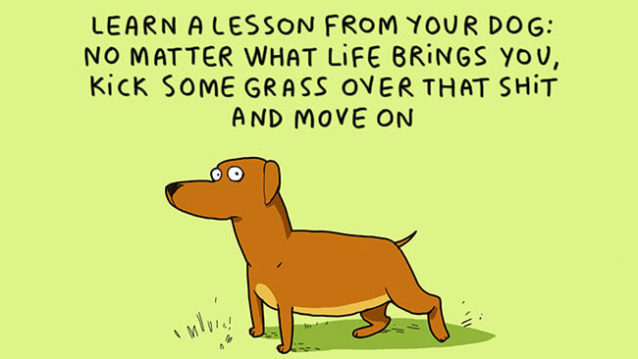 LEARN A LESSON FROM YOUR DOG:
NO MATTER WHAT LiFE BRiNGS YOU,
KiCK SOME GRASS OVER THAT SHiT
AND MOVE ON